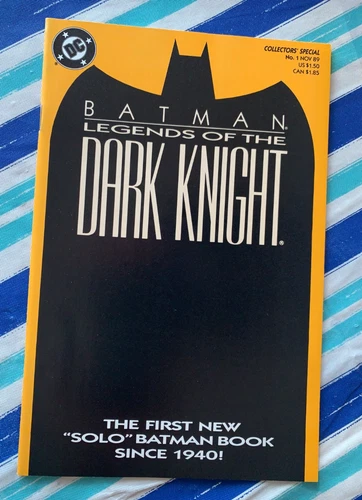 DC
COLLECTORS' SPECIAL
No. 1 NOV 89
US $1.50
CAN $1.85
BATMAN
LEGENDS OF THE
DARK KNIGHT®
THE FIRST NEW
"SOLO" BATMAN BOOK
SINCE 1940!